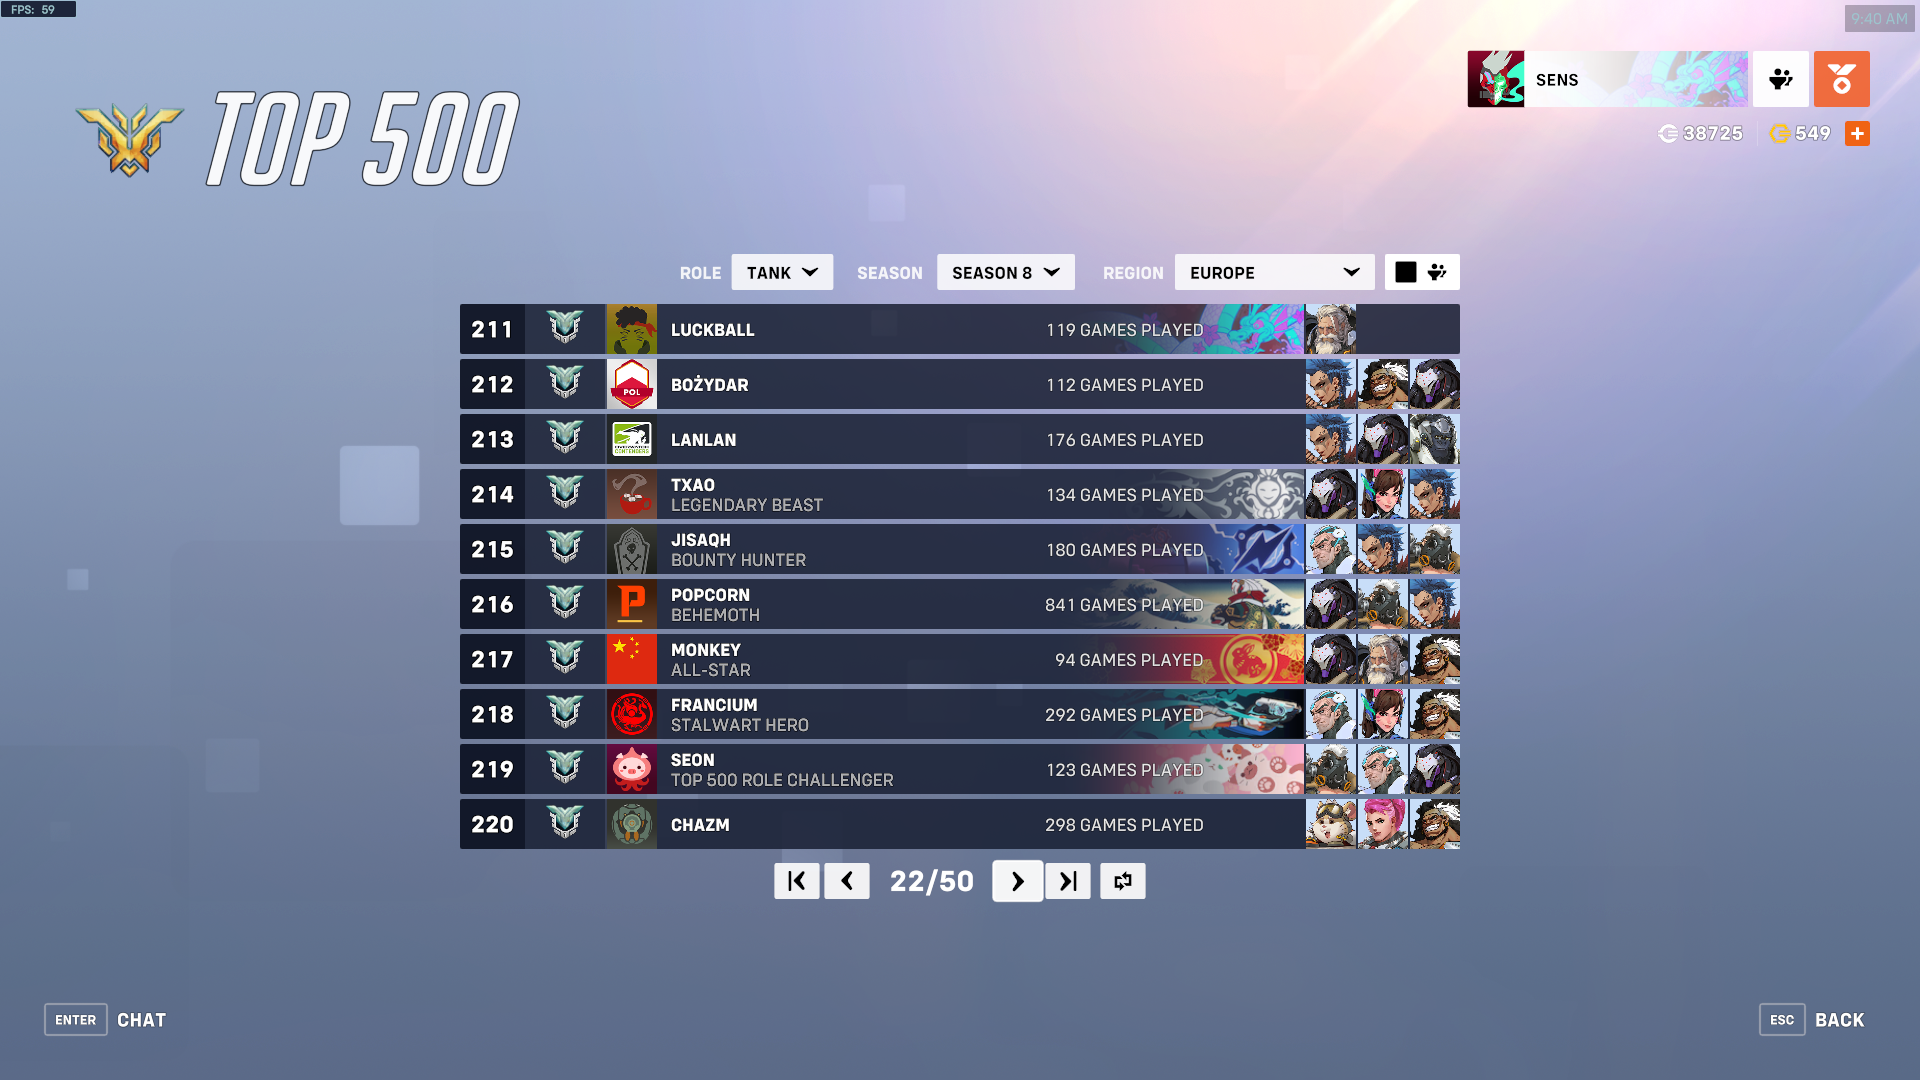 FPS: 59
9:40 AM
TOP 500
SENS
38725
549
ROLE
TANK
SEASON
SEASON 8
REGION
EUROPE
211 LUCKBALL 119 GAMES PLAYED
212 POL BOŻYDAR 112 GAMES PLAYED
213 CONTENDERS LANLAN 176 GAMES PLAYED
214 TXAO 134 GAMES PLAYED
LEGENDARY BEAST
215 JISAQH 180 GAMES PLAYED
BOUNTY HUNTER
216 P POPCORN 841 GAMES PLAYED
BEHEMOTH
217 MONKEY 94 GAMES PLAYED
ALL-STAR
218 FRANCIUM 292 GAMES PLAYED
STALWART HERO
219 SEON 123 GAMES PLAYED
TOP 500 ROLE CHALLENGER
220 CHAZM 298 GAMES PLAYED
22/50
ENTER CHAT
ESC BACK